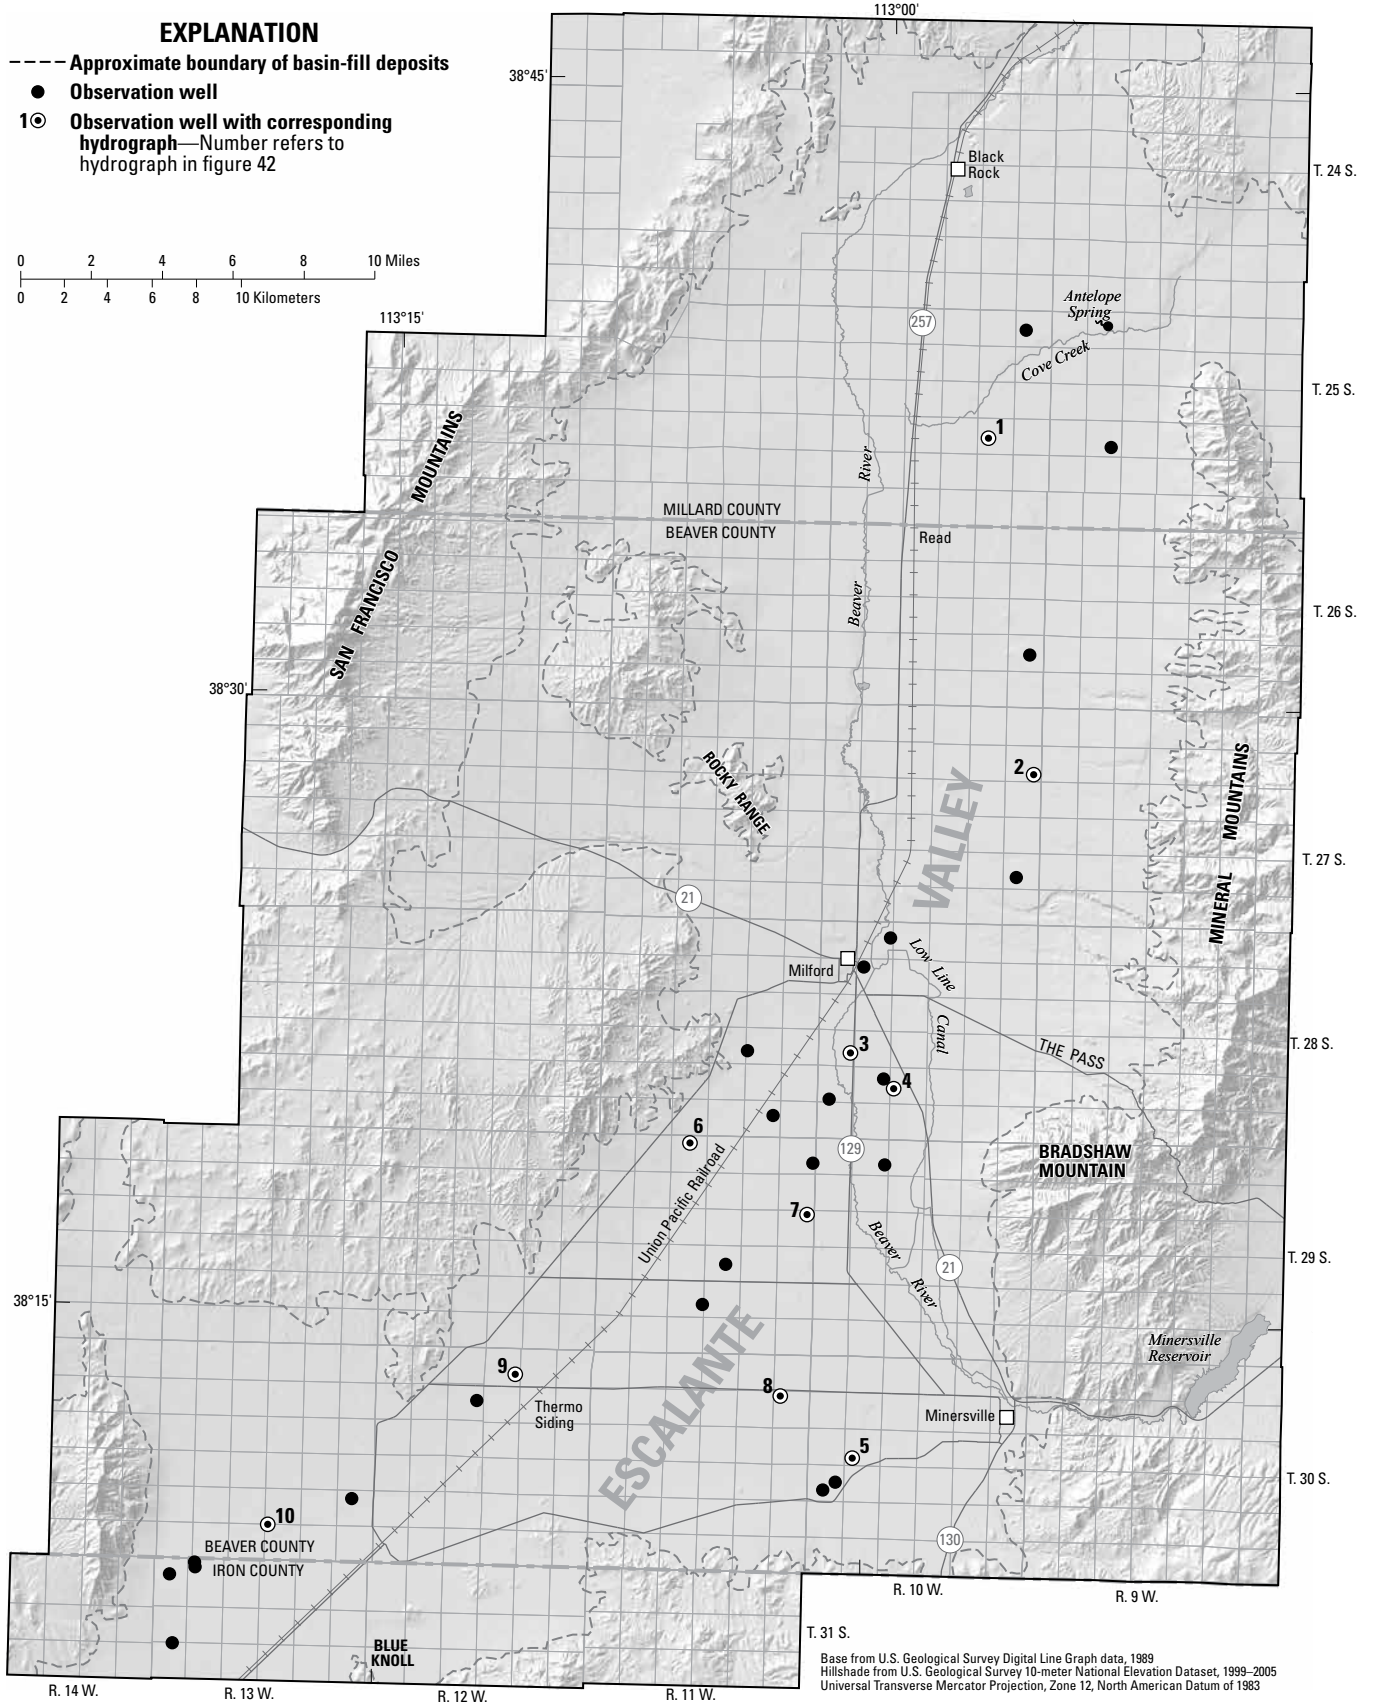 EXPLANATION
Approximate boundary of basin-fill deposits
Observation well
1 Observation well with corresponding
hydrograph—Number refers to
hydrograph in figure 42
0 2 4 6 8 10 Miles
0 2 4 6 8 10 Kilometers
113°00'
38°45'
Black
Rock
T. 24 S.
113°15'
257
Antelope
Spring
Cove Creek
T. 25 S.
1
River
SAN FRANCISCO MOUNTAINS
MILLARD COUNTY
BEAVER COUNTY
Read
Beaver
T. 26 S.
38°30'
ROCKY RANGE
2
MINERAL MOUNTAINS
T. 27 S.
21
ESCALANTE VALLEY
Milford
Low Line Canal
3
THE PASS
T. 28 S.
4
6
129
BRADSHAW
MOUNTAIN
Union Pacific Railroad
7
Beaver River
21
T. 29 S.
38°15'
Minersville
Reservoir
9
8
Thermo
Siding
Minersville
5
T. 30 S.
10
BEAVER COUNTY
IRON COUNTY
130
R. 10 W.
R. 9 W.
T. 31 S.
BLUE
KNOLL
R. 14 W.
R. 13 W.
R. 12 W.
R. 11 W.
Base from U.S. Geological Survey Digital Line Graph data, 1989
Hillshade from U.S. Geological Survey 10-meter National Elevation Dataset, 1999–2005
Universal Transverse Mercator Projection, Zone 12, North American Datum of 1983